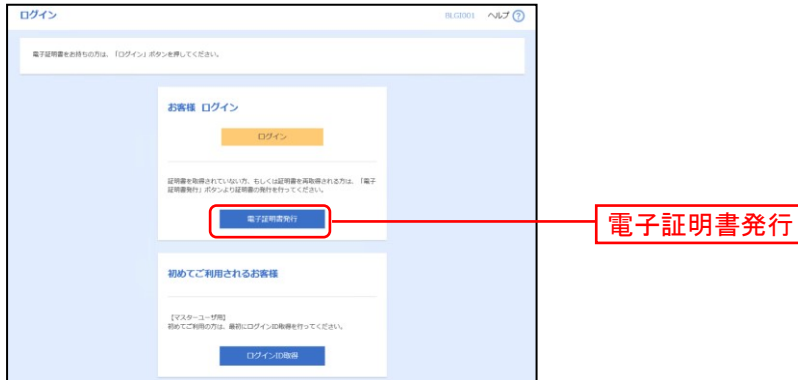 ログイン
BLGI001 ヘルプ ?
電子証明書をお持ちの方は、「ログイン」ボタンを押してください。
お客様 ログイン
ログイン
証明書を取得されていない方、もしくは証明書を再取得される方は、「電子
証明書発行」ボタンより証明書の発行を行ってください。
電子証明書発行
電子証明書発行
初めてご利用されるお客様
【マスターユーザ用】
初めてご利用の方は、最初にログインID取得を行ってください。
ログインID取得